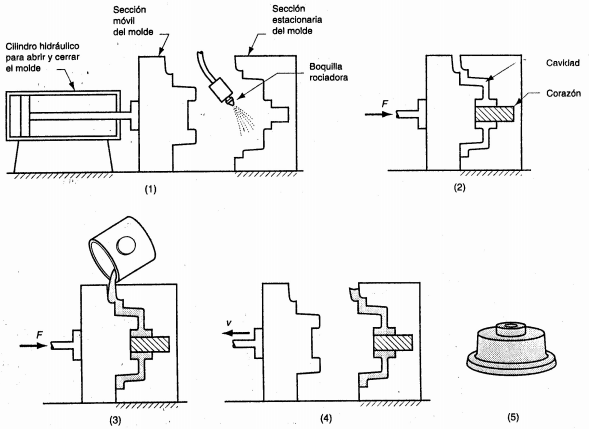 Sección
móvil
del molde
Sección
estacionaria
del molde
Cilindro hidráulico
para abrir y cerrar
el molde
Boquilla
rociadora
(1)
Cavidad
Corazón
F
(2)
F
(3)
v
(4)
(5)